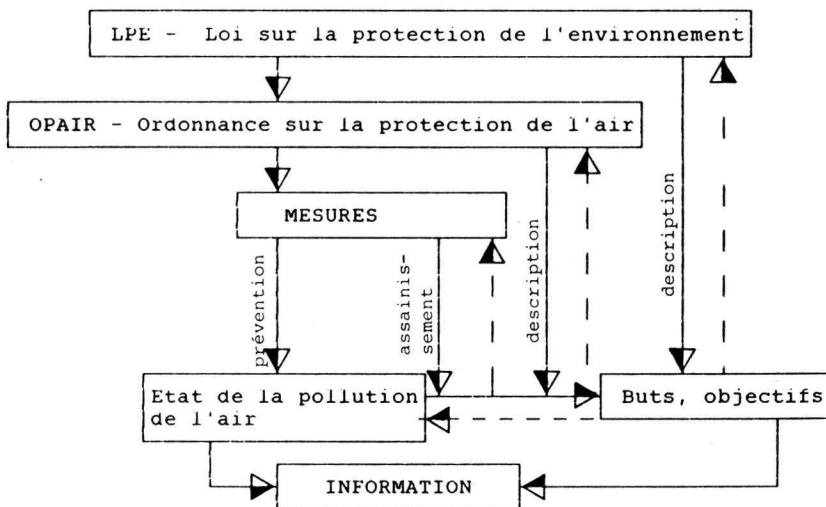 LPE - Loi sur la protection de l'environnement
OPAIR - Ordonnance sur la protection de l'air
MESURES
prévention
assainis-
sement
description
description
Etat de la pollution
de l'air
Buts, objectifs
INFORMATION